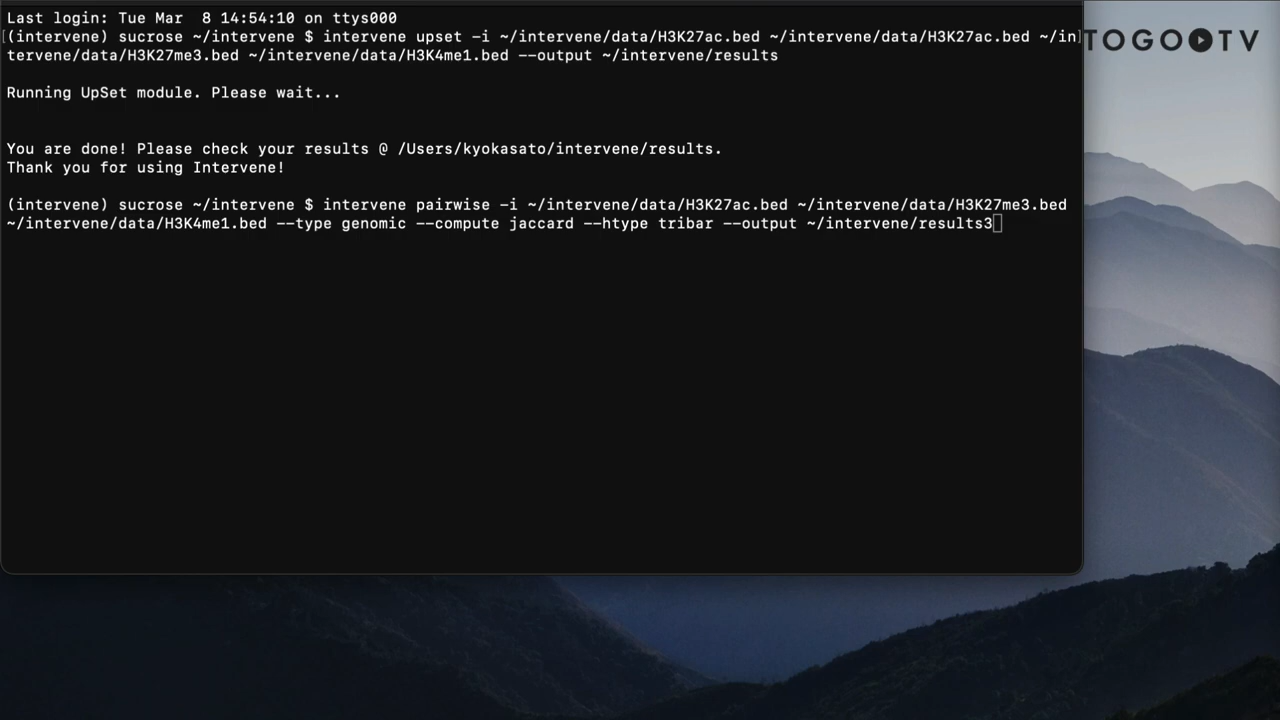 Last login: Tue Mar  8 14:54:10 on ttys000
[(intervene) sucrose ~/intervene $ intervene upset -i ~/intervene/data/H3K27ac.bed ~/intervene/data/H3K27ac.bed ~/in]
tervene/data/H3K27me3.bed ~/intervene/data/H3K4me1.bed --output ~/intervene/results
Running UpSet module. Please wait...
You are done! Please check your results @ /Users/kyokasato/intervene/results.
Thank you for using Intervene!
(intervene) sucrose ~/intervene $ intervene pairwise -i ~/intervene/data/H3K27ac.bed ~/intervene/data/H3K27me3.bed
~/intervene/data/H3K4me1.bed --type genomic --compute jaccard --htype tribar --output ~/intervene/results3
TOGO TV